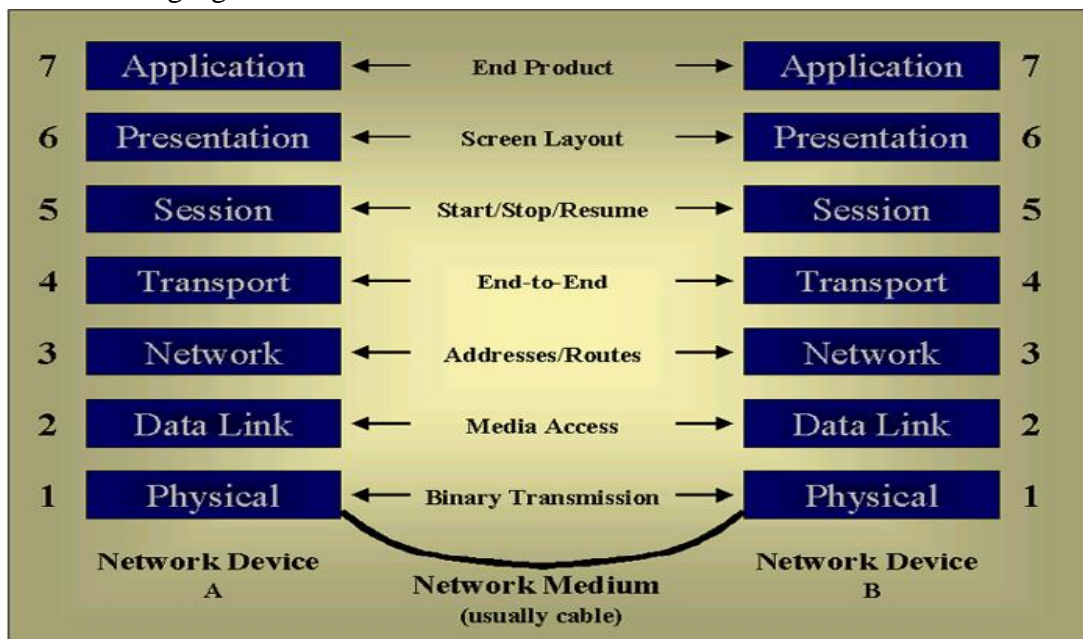 7 Application End Product Application 7
6 Presentation Screen Layout Presentation 6
5 Session Start/Stop/Resume Session 5
4 Transport End-to-End Transport 4
3 Network Addresses/Routes Network 3
2 Data Link Media Access Data Link 2
1 Physical Binary Transmission Physical 1
Network Device Network Device
A Network Medium B
(usually cable)